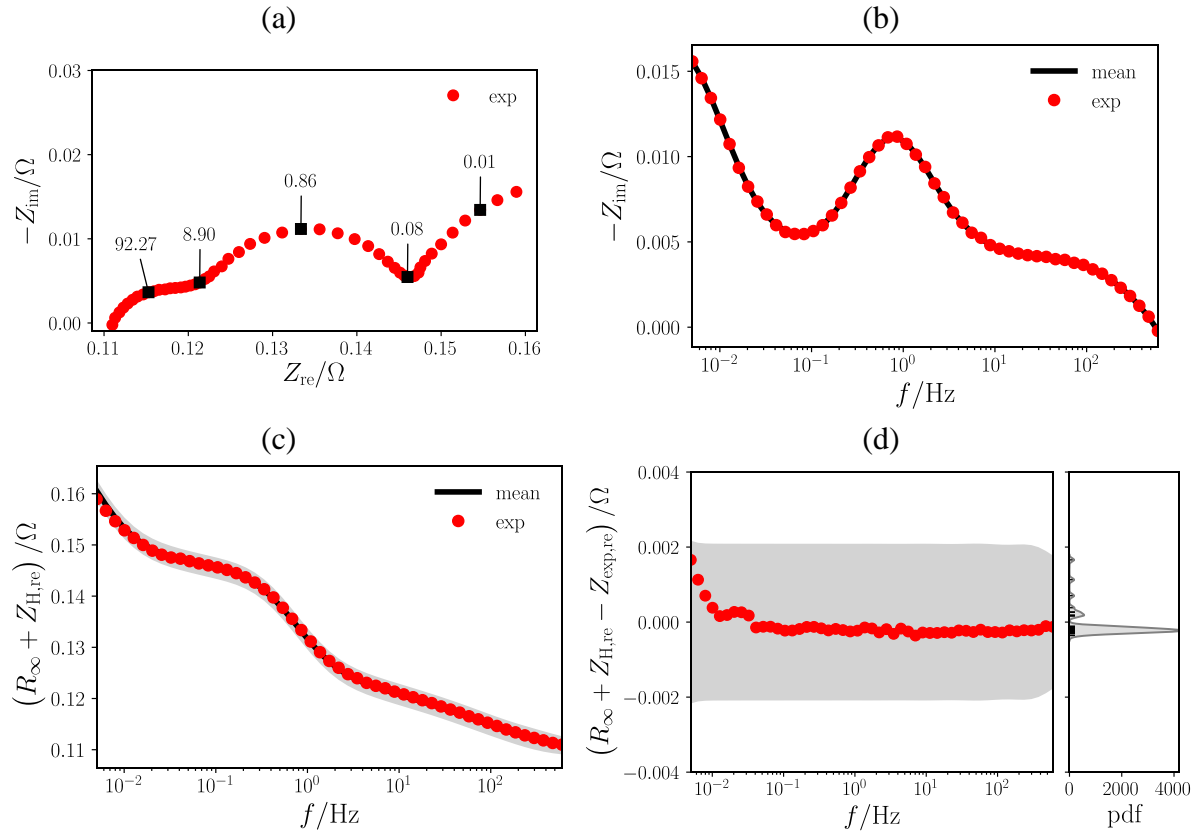 (a)
0.03
0.02
0.01
0.00
−Z_im/Ω
exp
92.27
8.90
0.86
0.08
0.01
0.11
0.12
0.13
0.14
0.15
0.16
Z_re/Ω
(b)
0.015
0.010
0.005
0.000
−Z_im/Ω
mean
exp
10^−2
10^−1
10^0
10^1
10^2
f/Hz
(c)
0.16
0.15
0.14
0.13
0.12
0.11
(R_∞ + Z_H,re) /Ω
mean
exp
10^−2
10^−1
10^0
10^1
10^2
f/Hz
(d)
0.004
0.002
0.000
−0.002
−0.004
(R_∞ + Z_H,re − Z_exp,re) /Ω
10^−2
10^−1
10^0
10^1
10^2
f/Hz
0
2000
4000
pdf